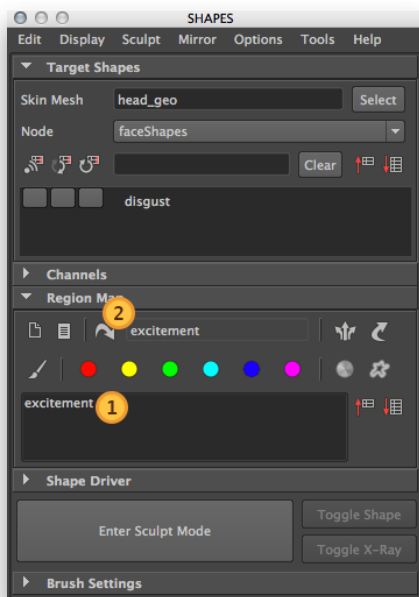 SHAPES
Edit Display Sculpt Mirror Options Tools Help
Target Shapes
Skin Mesh head_geo Select
Node faceShapes
Clear
disgust
Channels
Region Map
2
excitement
excitement 1
Shape Driver
Enter Sculpt Mode
Toggle Shape
Toggle X-Ray
Brush Settings